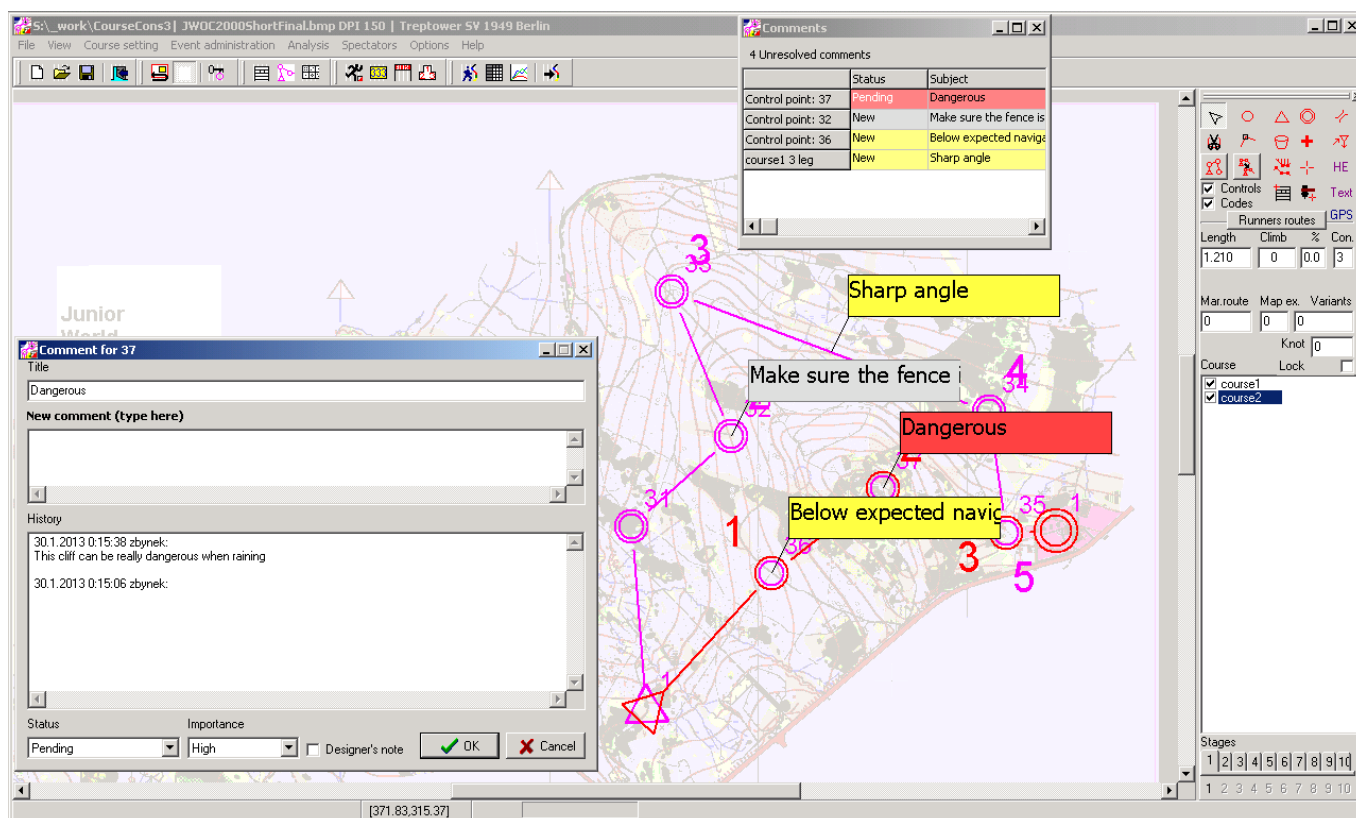 S:\_work\CourseCons3| JWOC2000ShortFinal.bmp DPI 150 | Treptower SV 1949 Berlin
File View Course setting Event administration Analysis Spectators Options Help
Comments
4 Unresolved comments
Status Subject
Control point: 37 Pending Dangerous
Control point: 32 New Make sure the fence is
Control point: 36 New Below expected naviga
course1 3 leg New Sharp angle
HE
Controls
Codes
Text
GPS
Runners routes
Length Climb % Con.
1.210 0 0.0 3
Mar.route Map ex. Variants
0 0 0
Knot 0
Course Lock
course1
course2
Stages
1 2 3 4 5 6 7 8 9 10
1 2 3 4 5 6 7 8 9 10
Junior
World
3
33
Sharp angle
Make sure the fence i
32
4
34
Dangerous
2
37
Below expected navig
36
31
1
35
1
3
5
1
Comment for 37
Title
Dangerous
New comment (type here)
History
30.1.2013 0:15:38 zbynek:
This cliff can be really dangerous when raining
30.1.2013 0:15:06 zbynek:
Status Importance
Pending High Designer's note OK Cancel
[371.83,315.37]